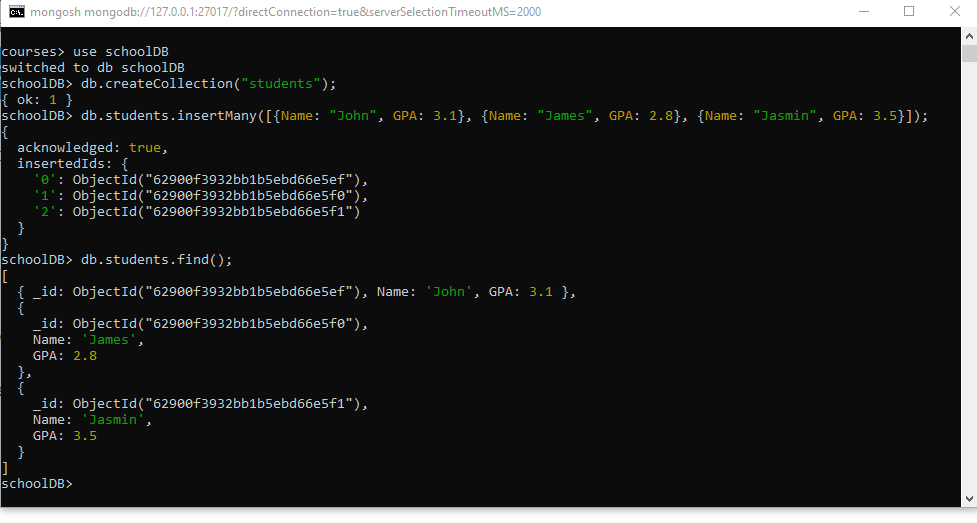 mongosh mongodb://127.0.0.1:27017/?directConnection=true&serverSelectionTimeoutMS=2000
courses> use schoolDB
switched to db schoolDB
schoolDB> db.createCollection("students");
{ ok: 1 }
schoolDB> db.students.insertMany([{Name: "John", GPA: 3.1}, {Name: "James", GPA: 2.8}, {Name: "Jasmin", GPA: 3.5}]);
{
  acknowledged: true,
  insertedIds: {
    '0': ObjectId("62900f3932bb1b5ebd66e5ef"),
    '1': ObjectId("62900f3932bb1b5ebd66e5f0"),
    '2': ObjectId("62900f3932bb1b5ebd66e5f1")
  }
}
schoolDB> db.students.find();
[
  { _id: ObjectId("62900f3932bb1b5ebd66e5ef"), Name: 'John', GPA: 3.1 },
  {
    _id: ObjectId("62900f3932bb1b5ebd66e5f0"),
    Name: 'James',
    GPA: 2.8
  },
  {
    _id: ObjectId("62900f3932bb1b5ebd66e5f1"),
    Name: 'Jasmin',
    GPA: 3.5
  }
]
schoolDB>